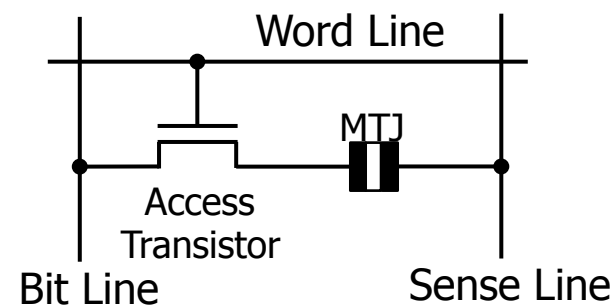 Word Line
MTJ
Access
Transistor
Bit Line
Sense Line